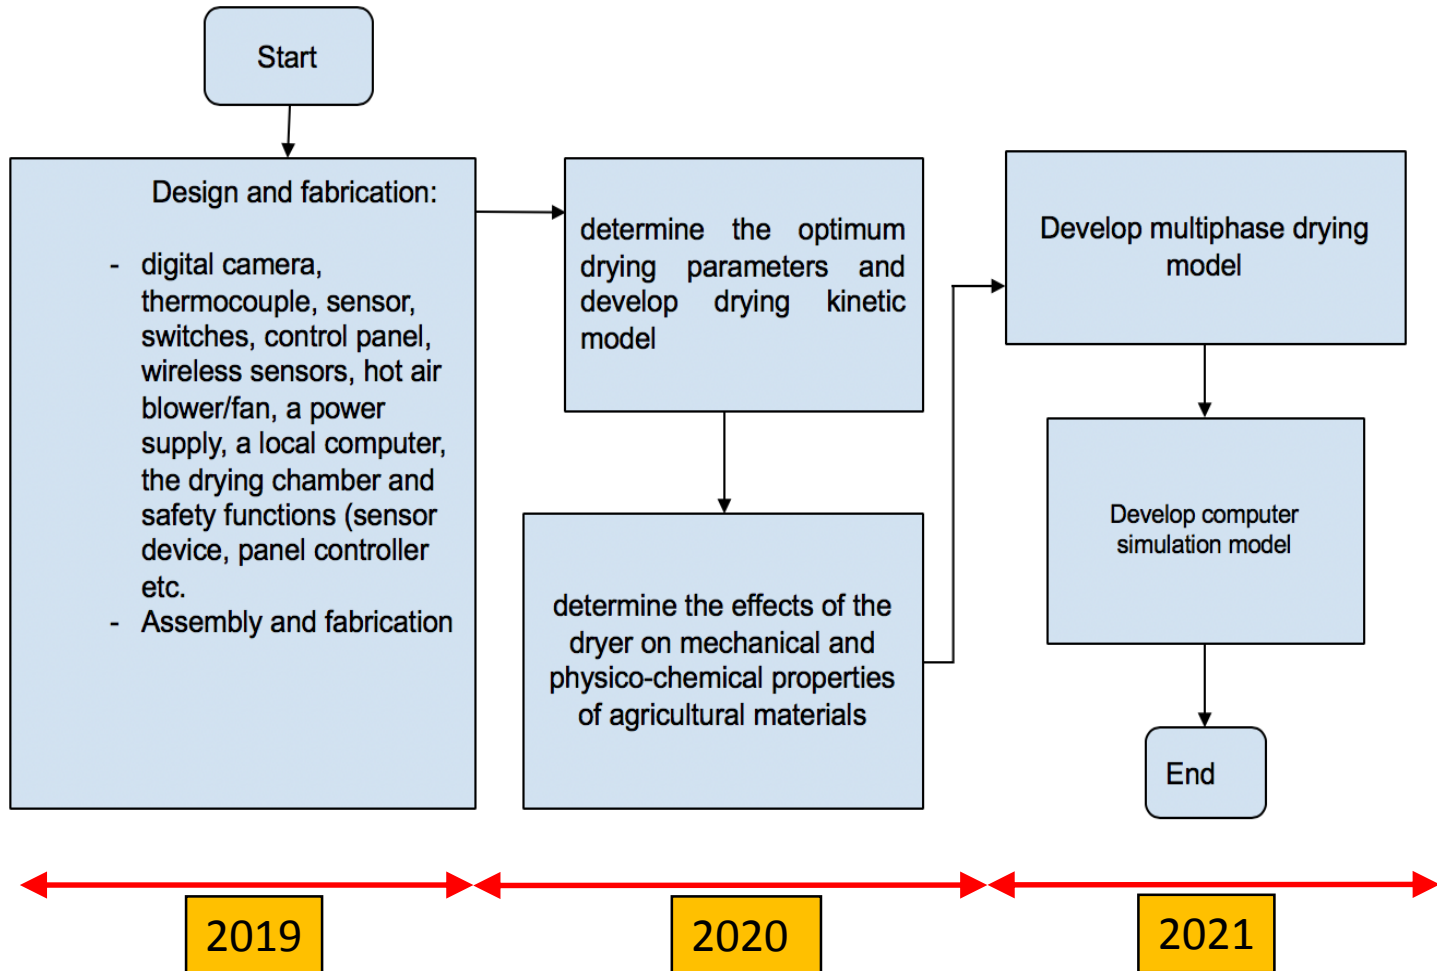 Start
Design and fabrication:
- digital camera,
thermocouple, sensor,
switches, control panel,
wireless sensors, hot air
blower/fan, a power
supply, a local computer,
the drying chamber and
safety functions (sensor
device, panel controller
etc.
- Assembly and fabrication
determine the optimum
drying parameters and
develop drying kinetic
model
determine the effects of the
dryer on mechanical and
physico-chemical properties
of agricultural materials
Develop multiphase drying
model
Develop computer
simulation model
End
2019
2020
2021